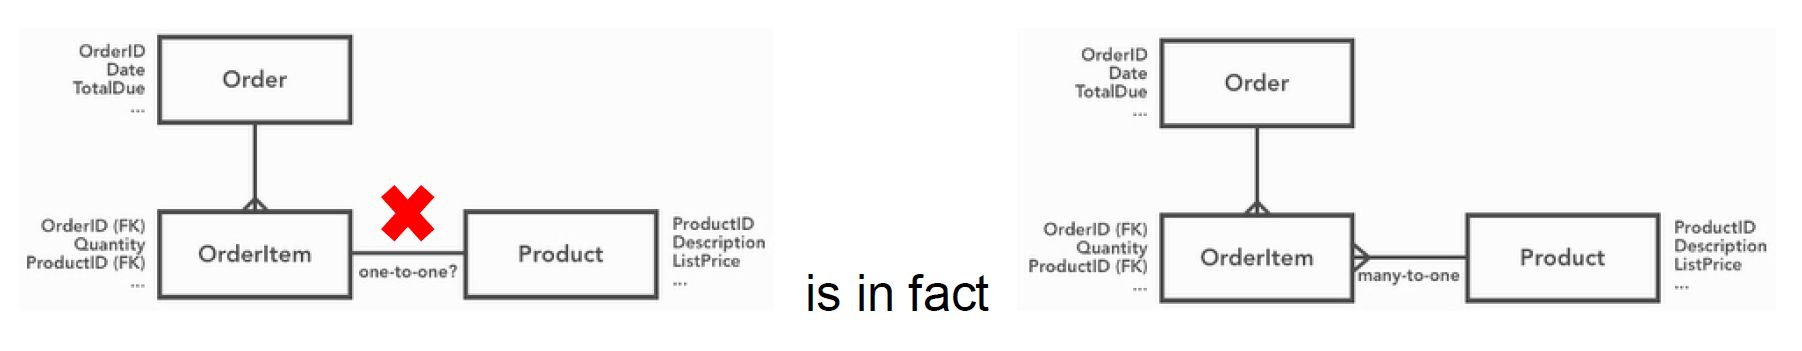 OrderID
Date
TotalDue
...
Order
OrderID (FK)
Quantity
ProductID (FK)
...
OrderItem
one-to-one?
Product
ProductID
Description
ListPrice
...
is in fact
OrderID
Date
TotalDue
...
Order
OrderID (FK)
Quantity
ProductID (FK)
...
OrderItem
many-to-one
Product
ProductID
Description
ListPrice
...